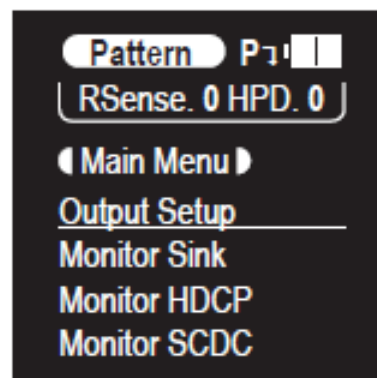 Pattern P
RSense. 0 HPD. 0
Main Menu
Output Setup
Monitor Sink
Monitor HDCP
Monitor SCDC